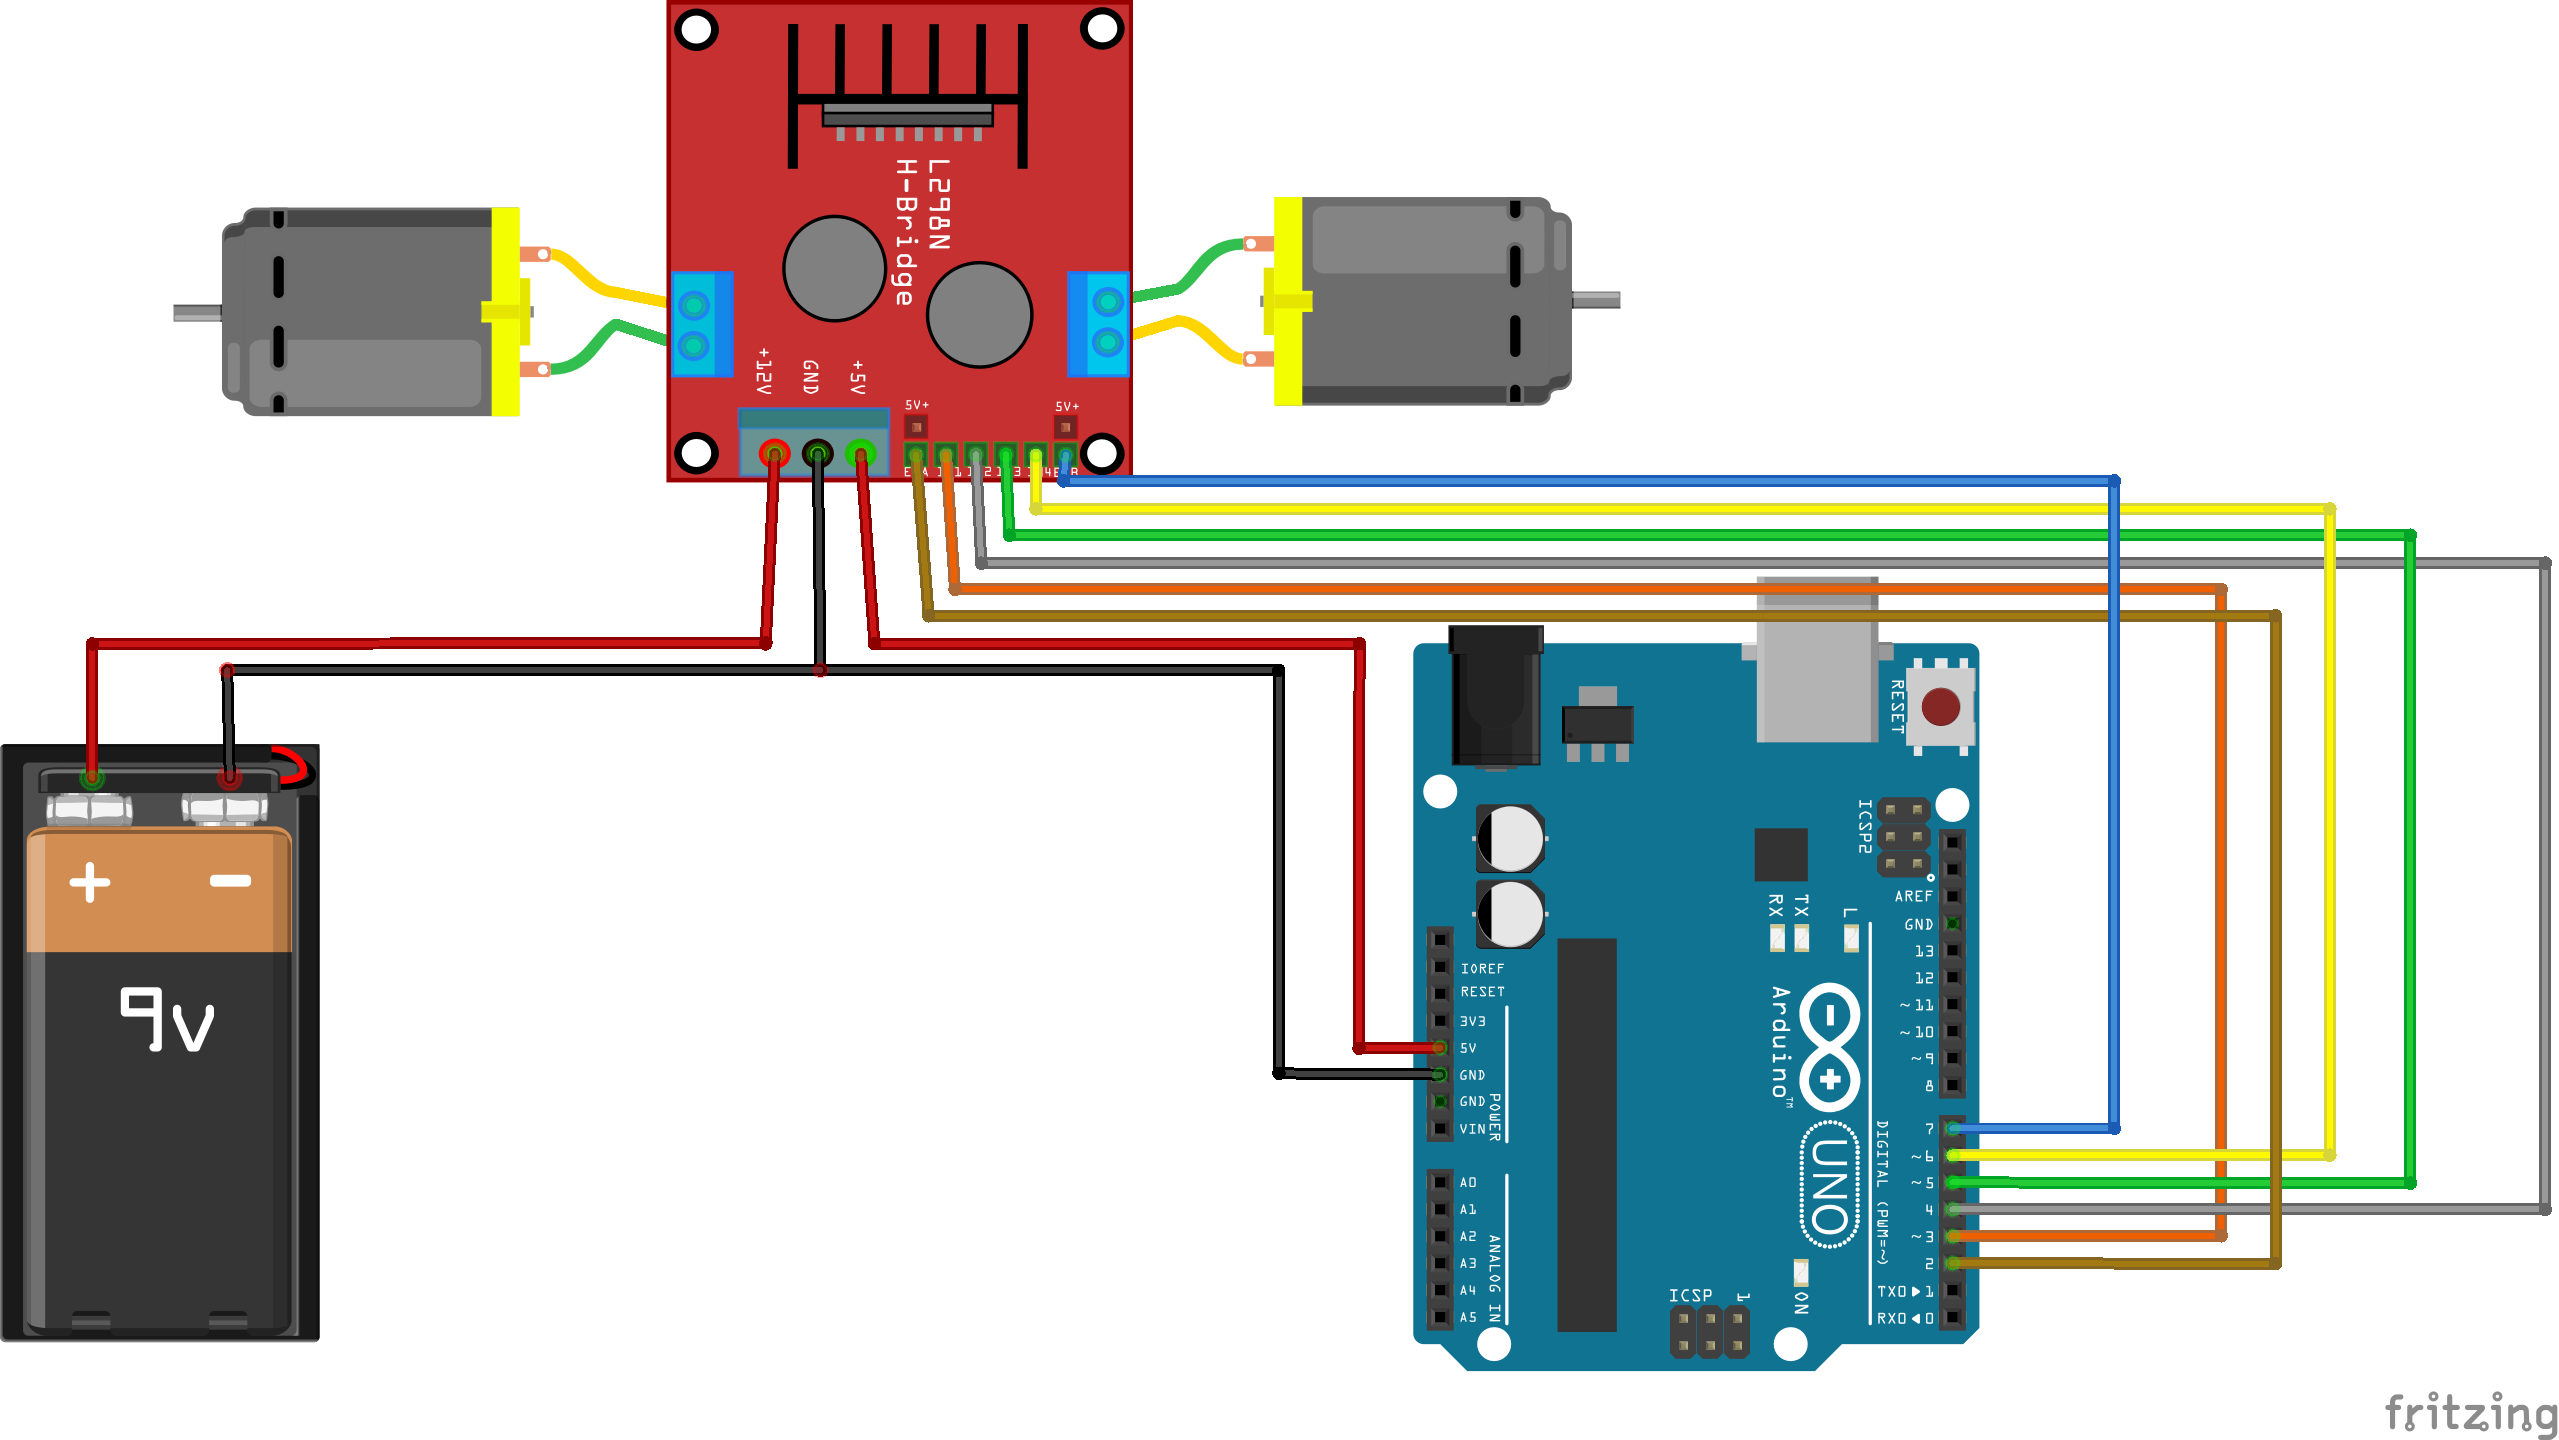 L298N
H-Bridge
+12V
GND
+5V
5V+
5V+
RESET
ICSP2
AREF
GND
RX
TX
L
13
12
~11
~10
~9
8
IOREF
RESET
3V3
5V
GND
GND
VIN
POWER
Arduino
TM
UNO
7
~6
~5
4
~3
2
TX0▶1
RX0◀0
DIGITAL (PWM=~)
A0
A1
A2
A3
A4
A5
ANALOG IN
ICSP
1
ON
+
−
9v
fritzing